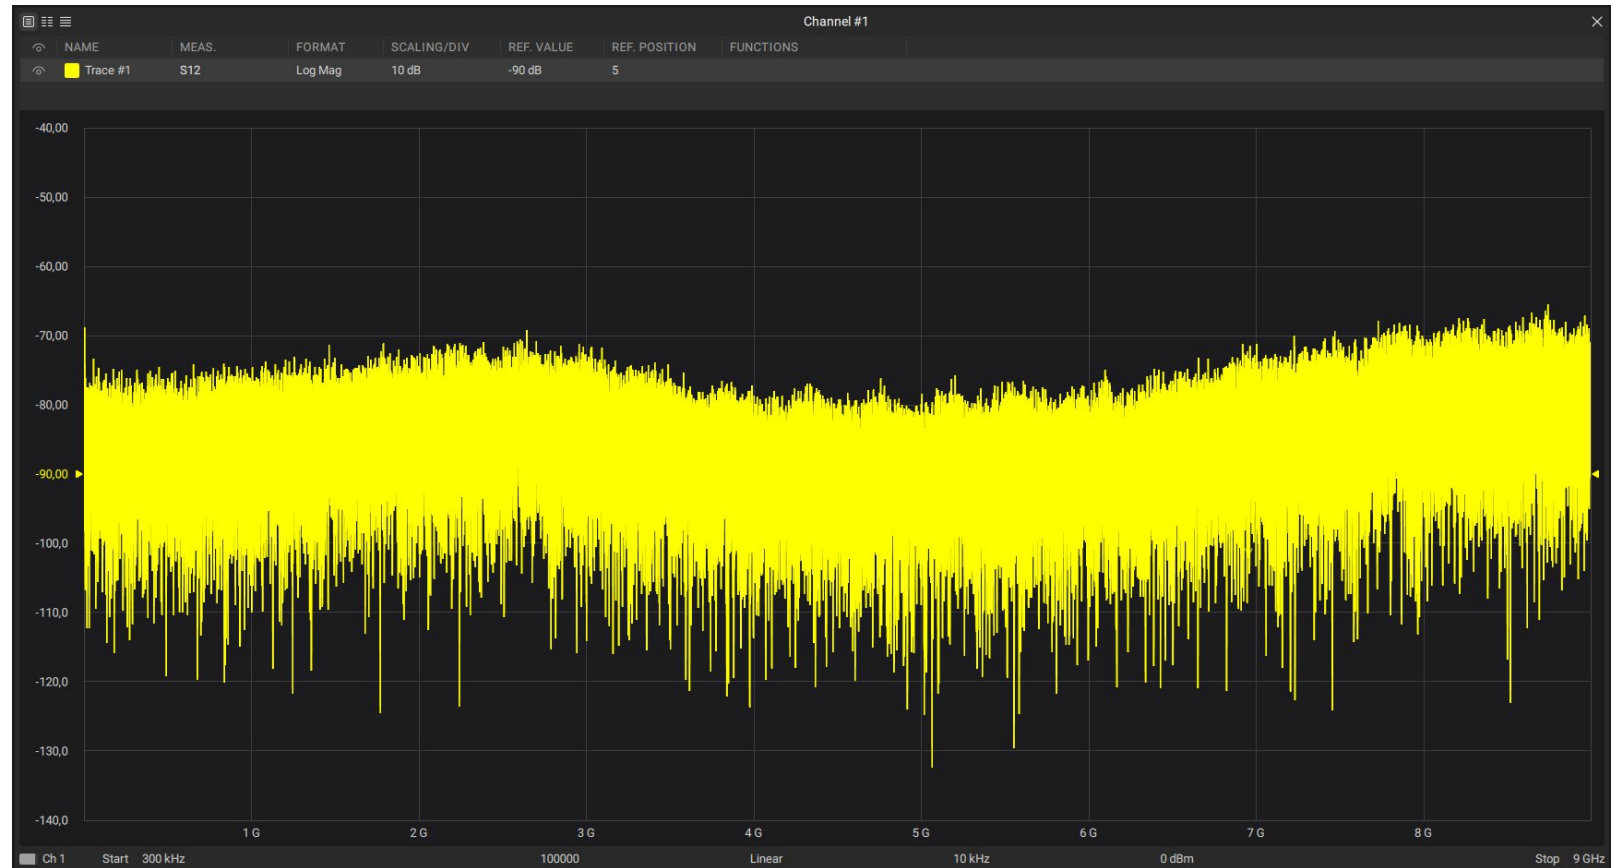 Channel #1
NAME MEAS. FORMAT SCALING/DIV REF. VALUE REF. POSITION FUNCTIONS
Trace #1 S12 Log Mag 10 dB -90 dB 5
-40,00
-50,00
-60,00
-70,00
-80,00
-90,00
-100,0
-110,0
-120,0
-130,0
-140,0
1 G 2 G 3 G 4 G 5 G 6 G 7 G 8 G
Ch 1 Start 300 kHz 100000 Linear 10 kHz 0 dBm Stop 9 GHz